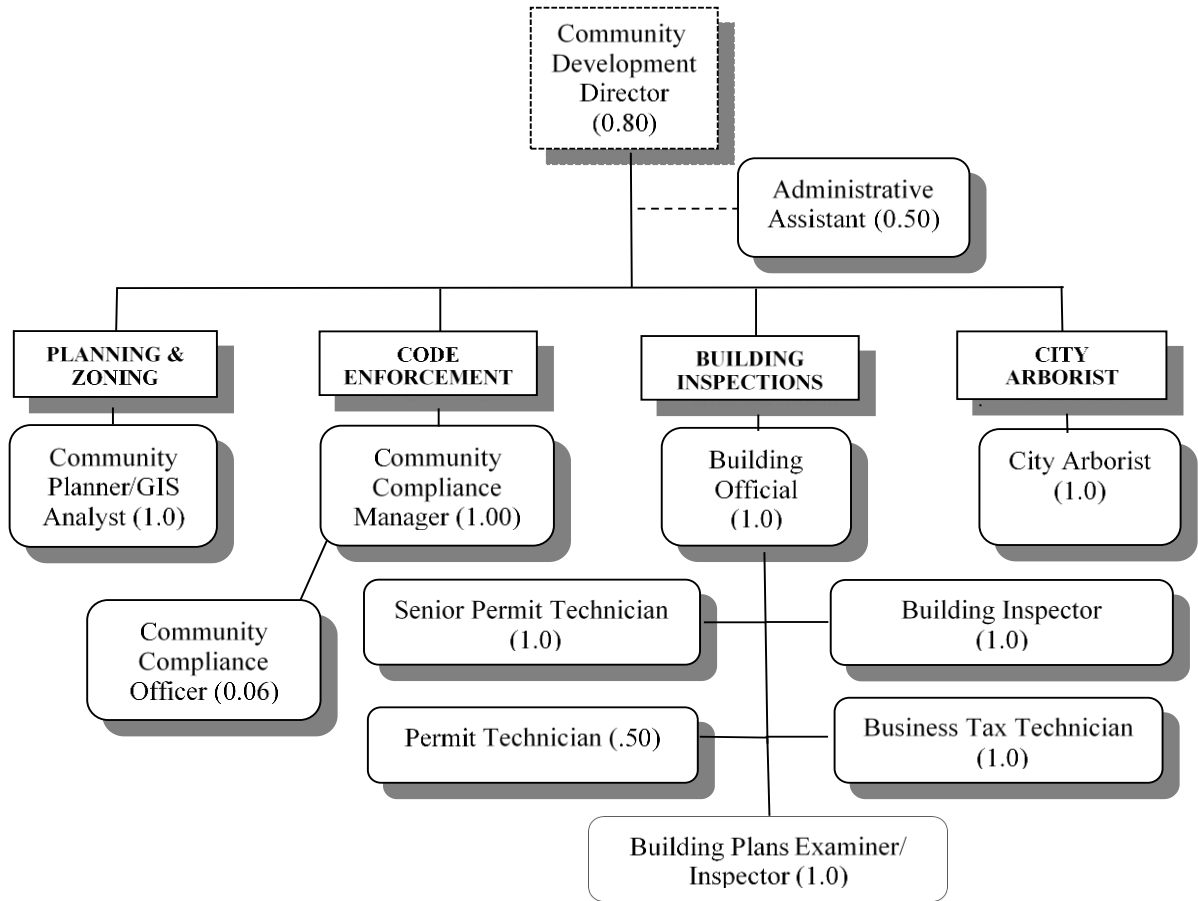 Community
Development
Director
(0.80)
Administrative
Assistant (0.50)
PLANNING &
ZONING
CODE
ENFORCEMENT
BUILDING
INSPECTIONS
CITY
ARBORIST
Community
Planner/GIS
Analyst (1.0)
Community
Compliance
Manager (1.00)
Building
Official
(1.0)
City Arborist
(1.0)
Community
Compliance
Officer (0.06)
Senior Permit Technician
(1.0)
Building Inspector
(1.0)
Permit Technician (.50)
Business Tax Technician
(1.0)
Building Plans Examiner/
Inspector (1.0)